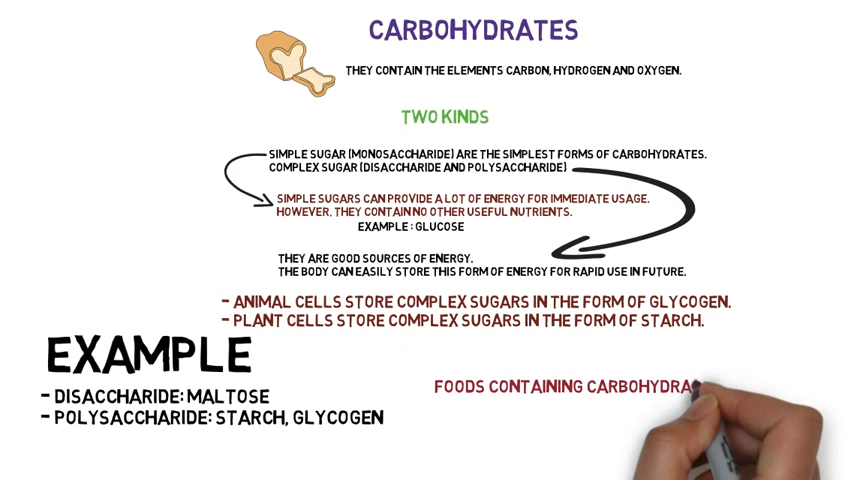 CARBOHYDRATES
THEY CONTAIN THE ELEMENTS CARBON, HYDROGEN AND OXYGEN.
TWO KINDS
SIMPLE SUGAR (MONOSACCHARIDE) ARE THE SIMPLEST FORMS OF CARBOHYDRATES.
COMPLEX SUGAR (DISACCHARIDE AND POLYSACCHARIDE)
SIMPLE SUGARS CAN PROVIDE A LOT OF ENERGY FOR IMMEDIATE USAGE.
HOWEVER, THEY CONTAIN NO OTHER USEFUL NUTRIENTS.
EXAMPLE : GLUCOSE
THEY ARE GOOD SOURCES OF ENERGY.
THE BODY CAN EASILY STORE THIS FORM OF ENERGY FOR RAPID USE IN FUTURE.
- ANIMAL CELLS STORE COMPLEX SUGARS IN THE FORM OF GLYCOGEN.
- PLANT CELLS STORE COMPLEX SUGARS IN THE FORM OF STARCH.
EXAMPLE
- DISACCHARIDE: MALTOSE
- POLYSACCHARIDE: STARCH, GLYCOGEN
FOODS CONTAINING CARBOHYDRA